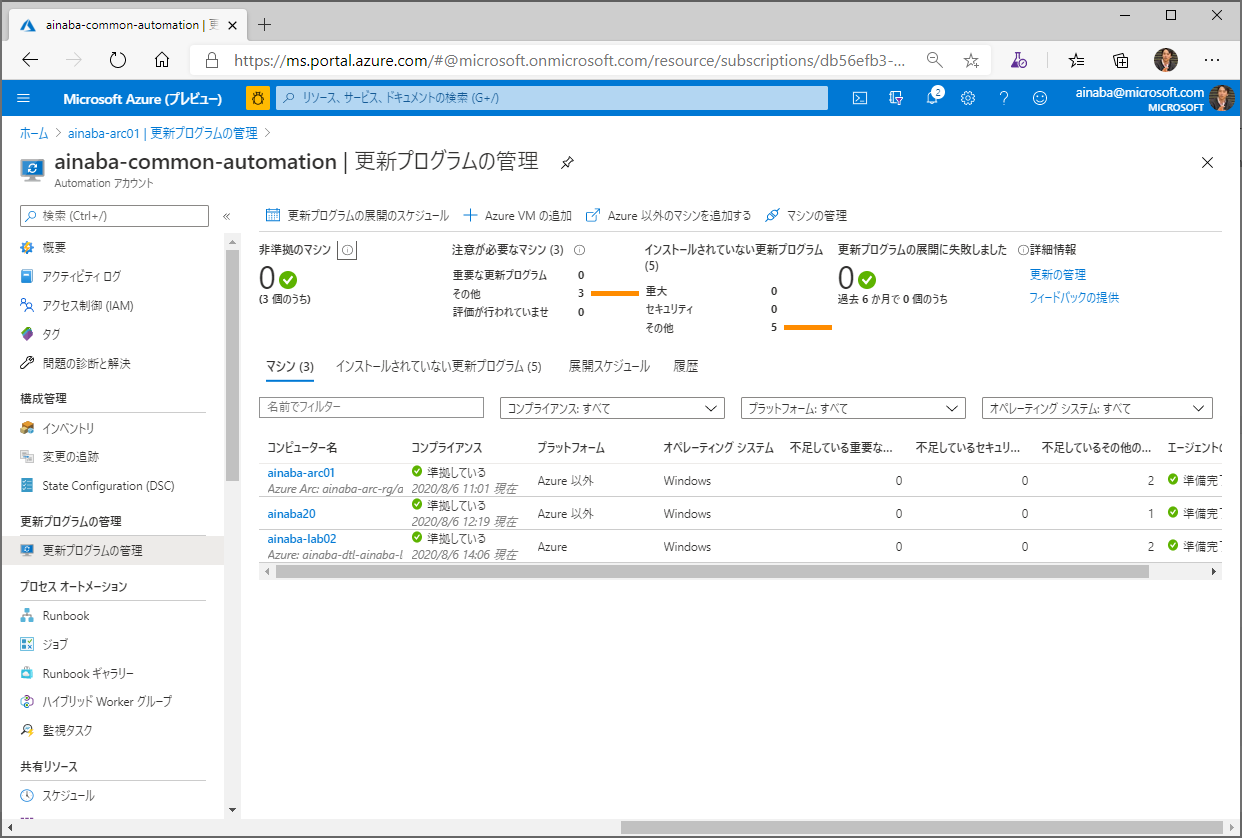 ainaba-common-automation | 更
https://ms.portal.azure.com/#@microsoft.onmicrosoft.com/resource/subscriptions/db56efb3-...
Microsoft Azure (プレビュー)
リソース、サービス、ドキュメントの検索 (G+/)
2
ainaba@microsoft.com
MICROSOFT
ホーム > ainaba-arc01 | 更新プログラムの管理 >
ainaba-common-automation | 更新プログラムの管理
Automation アカウント
検索 (Ctrl+/)
«
概要
アクティビティ ログ
アクセス制御 (IAM)
タグ
問題の診断と解決
構成管理
インベントリ
変更の追跡
State Configuration (DSC)
更新プログラムの管理
更新プログラムの管理
プロセス オートメーション
Runbook
ジョブ
Runbook ギャラリー
ハイブリッド Worker グループ
監視タスク
共有リソース
スケジュール
更新プログラムの展開のスケジュール Azure VM の追加 Azure 以外のマシンを追加する マシンの管理
非準拠のマシン
0
(3 個のうち)
注意が必要なマシン (3)
重要な更新プログラム 0
その他 3
評価が行われていませ 0
インストールされていない更新プログラム
(5)
重大 0
セキュリティ 0
その他 5
更新プログラムの展開に失敗しました
0
過去 6 か月で 0 個のうち
詳細情報
更新の管理
フィードバックの提供
マシン (3) インストールされていない更新プログラム (5) 展開スケジュール 履歴
名前でフィルター コンプライアンス: すべて プラットフォーム: すべて オペレーティング システム: すべて
コンピューター名 コンプライアンス プラットフォーム オペレーティング システム 不足している重要な... 不足しているセキュリ... 不足しているその他の... エージェントの
ainaba-arc01 準拠している Azure 以外 Windows 0 0 2 準備完了
Azure Arc: ainaba-arc-rg/a 2020/8/6 11:01 現在
ainaba20 準拠している Azure 以外 Windows 0 0 1 準備完了
2020/8/6 12:19 現在
ainaba-lab02 準拠している Azure Windows 0 0 2 準備完了
Azure: ainaba-dtl-ainaba-l 2020/8/6 14:06 現在